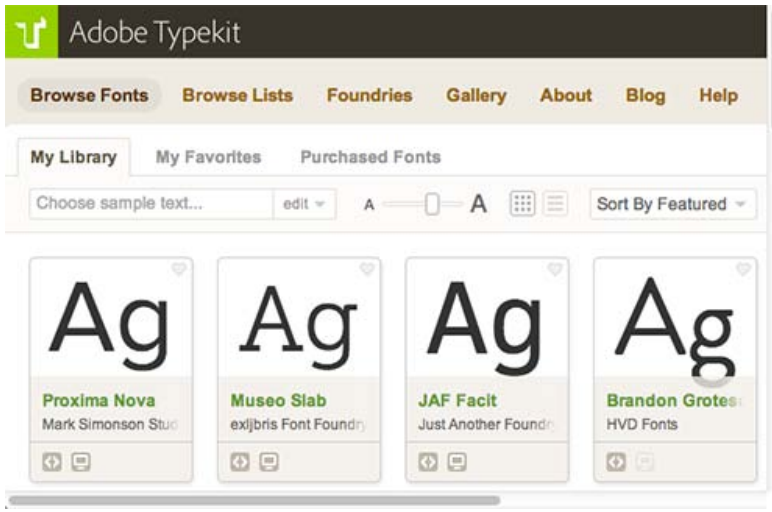 Adobe Typekit
Browse Fonts Browse Lists Foundries Gallery About Blog Help
My Library My Favorites Purchased Fonts
Choose sample text... edit A A Sort By Featured
Ag Ag Ag Ag
Proxima Nova Museo Slab JAF Facit Brandon Grotes
Mark Simonson Stud exljbris Font Foundry Just Another Foundr HVD Fonts